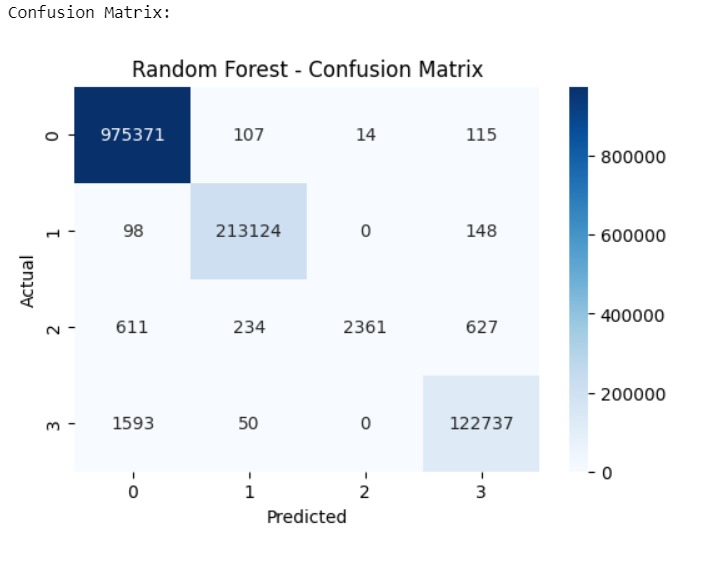 Confusion Matrix:
Random Forest - Confusion Matrix
0 975371 107 14 115
1 98 213124 0 148
2 611 234 2361 627
3 1593 50 0 122737
0 1 2 3
Predicted
Actual
800000
600000
400000
200000
0